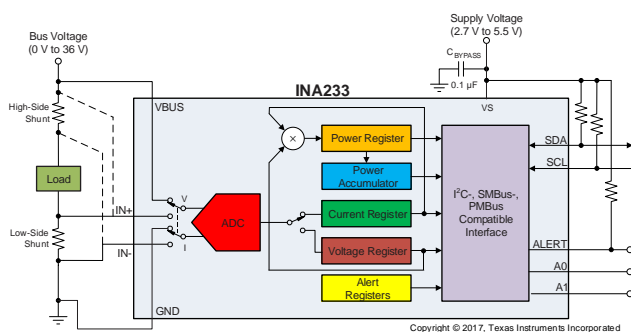 Bus Voltage
(0 V to 36 V)
Supply Voltage
(2.7 V to 5.5 V)
CBYPASS
0.1 µF
INA233
VBUS
VS
High-Side
Shunt
Power Register
SDA
Power
Accumulator
SCL
Load
V
IN+
ADC
Current Register
I²C-, SMBus-,
PMBus
Compatible
Interface
Low-Side
Shunt
I
IN-
Voltage Register
ALERT
Alert
Registers
A0
A1
GND
Copyright © 2017, Texas Instruments Incorporated